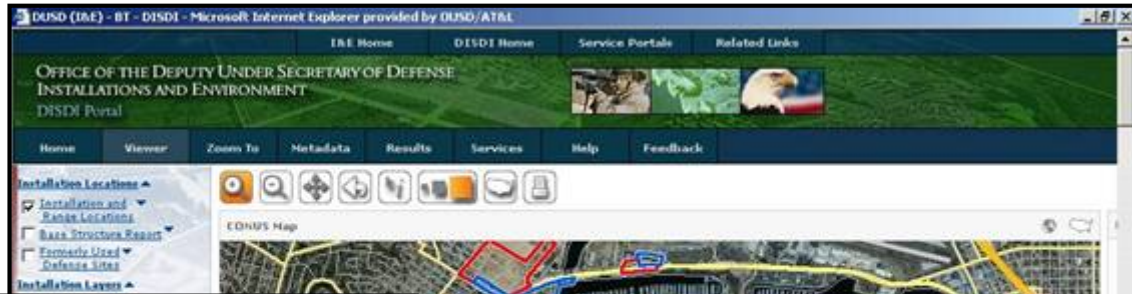 DUSD (I&E) - BT - DISDI - Microsoft Internet Explorer provided by OUSD/AT&L
I&E Home DISDI Home Service Portals Related Links
OFFICE OF THE DEPUTY UNDER SECRETARY OF DEFENSE
INSTALLATIONS AND ENVIRONMENT
DISDI Portal
Home Viewer Zoom To Metadata Results Services Help Feedback
Installation Locations
Installation and
Range Locations
Base Structure Report
Formerly Used
Defense Sites
Installation Layers
CONUS Map